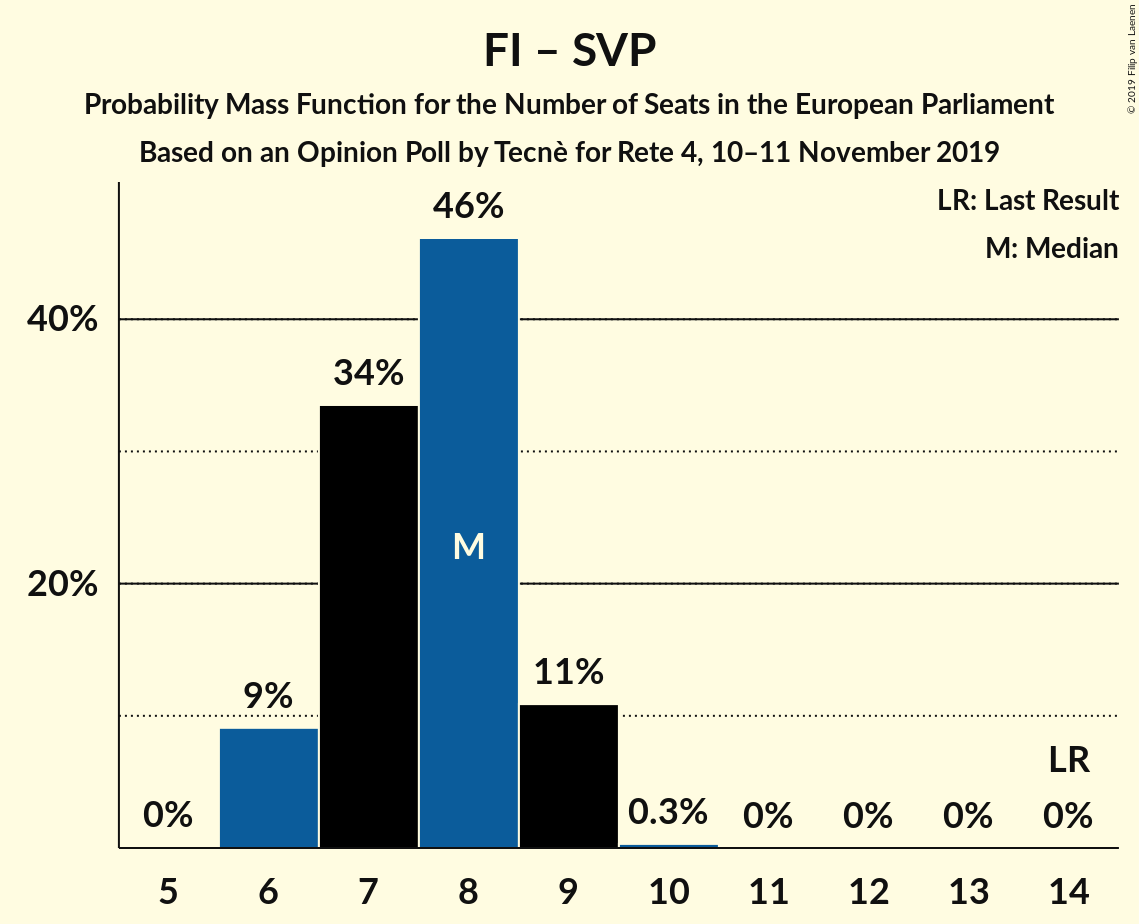 FI – SVP
Probability Mass Function for the Number of Seats in the European Parliament
Based on an Opinion Poll by Tecnè for Rete 4, 10–11 November 2019
© 2019 Filip van Laenen
LR: Last Result
M: Median
40%
20%
0%
9%
34%
46%
M
11%
0.3%
0%
0%
0%
LR
0%
5 6 7 8 9 10 11 12 13 14